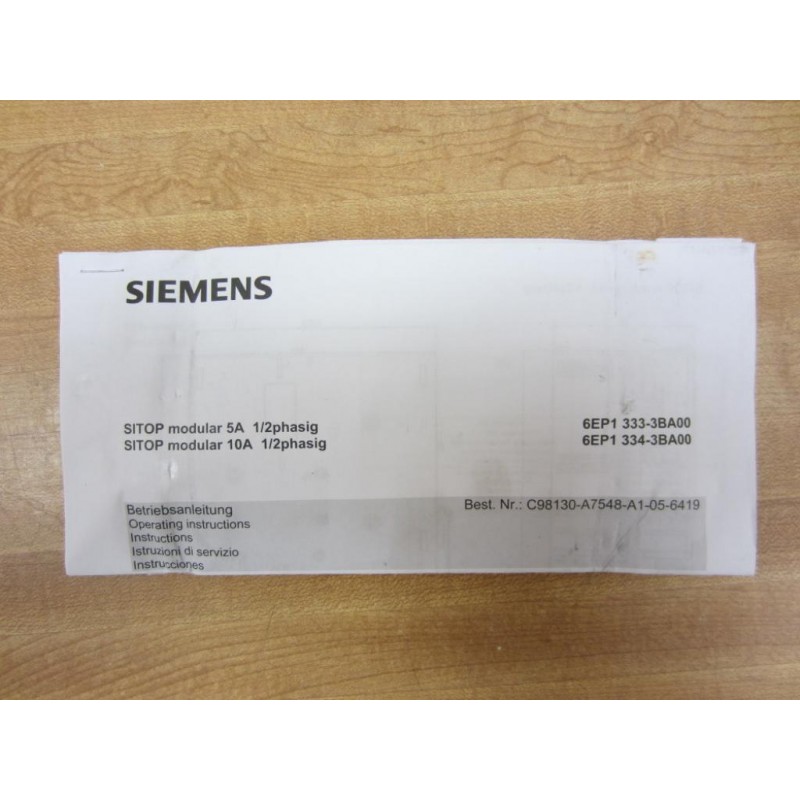 SIEMENS
SITOP modular 5A 1/2phasig 6EP1 333-3BA00
SITOP modular 10A 1/2phasig 6EP1 334-3BA00
Betriebsanleitung Best. Nr.: C98130-A7548-A1-05-6419
Operating instructions
Instructions
Istruzioni di servizio
Instrucciones